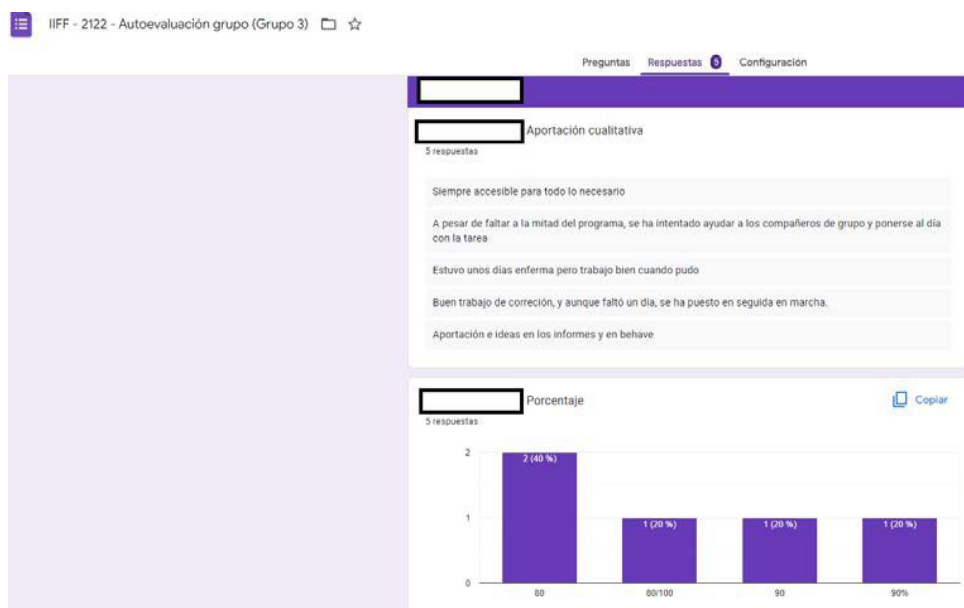 IIFF - 2122 - Autoevaluación grupo (Grupo 3)
Preguntas Respuestas 5 Configuración
Aportación cualitativa
5 respuestas
Siempre accesible para todo lo necesario
A pesar de faltar a la mitad del programa, se ha intentado ayudar a los compañeros de grupo y ponerse al día
con la tarea
Estuvo unos días enferma pero trabajo bien cuando pudo
Buen trabajo de correción, y aunque faltó un día, se ha puesto en seguida en marcha.
Aportación e ideas en los informes y en behave
Porcentaje
Copiar
5 respuestas
2
2 (40 %)
1
1 (20 %)
1 (20 %)
1 (20 %)
0
80
80/100
90
90%